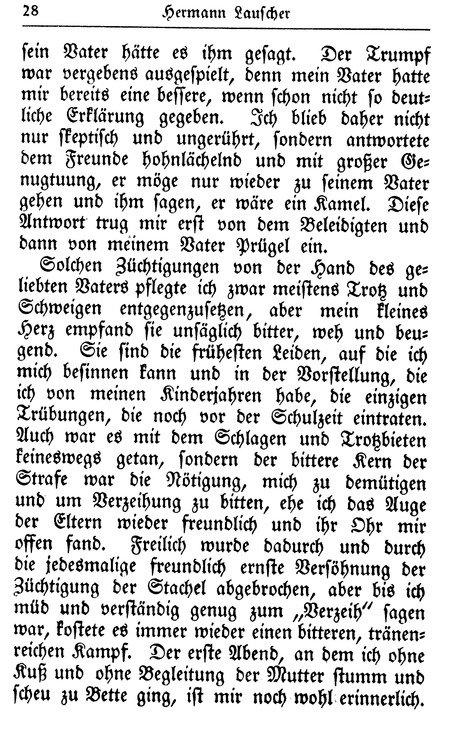 28 Hermann Lauscher
sein Vater hätte es ihm gesagt. Der Trumpf
war vergebens ausgespielt, denn mein Vater hatte
mir bereits eine bessere, wenn schon nicht so deut-
liche Erklärung gegeben. Ich blieb daher nicht
nur skeptisch und ungerührt, sondern antwortete
dem Freunde hohnlächelnd und mit großer Ge-
nugtuung, er möge nur wieder zu seinem Vater
gehen und ihm sagen, er wäre ein Kamel. Diese
Antwort trug mir erst von dem Beleidigten und
dann von meinem Vater Prügel ein.
Solchen Züchtigungen von der Hand des ge-
liebten Vaters pflegte ich zwar meistens Trotz und
Schweigen entgegenzusetzen, aber mein kleines
Herz empfand sie unsäglich bitter, weh und beu-
gend. Sie sind die frühesten Leiden, auf die ich
mich besinnen kann und in der Vorstellung, die
ich von meinen Kinderjahren habe, die einzigen
Trübungen, die noch vor der Schulzeit eintraten.
Auch war es mit dem Schlagen und Trotzbieten
keineswegs getan, sondern der bittere Kern der
Strafe war die Nötigung, mich zu demütigen
und um Verzeihung zu bitten, ehe ich das Auge
der Eltern wieder freundlich und ihr Ohr mir
offen fand. Freilich wurde dadurch und durch
die jedesmalige freundlich ernste Versöhnung der
Züchtigung der Stachel abgebrochen, aber bis ich
müd und verständig genug zum „Verzeih“ sagen
war, kostete es immer wieder einen bitteren, tränen-
reichen Kampf. Der erste Abend, an dem ich ohne
Kuß und ohne Begleitung der Mutter stumm und
scheu zu Bette ging, ist mir noch wohl erinnerlich.